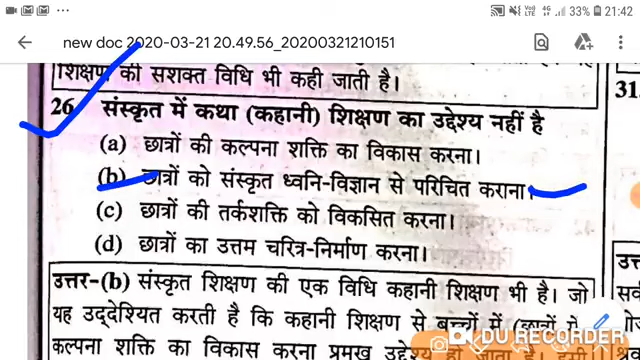 33% 21:42
new doc 2020-03-21 20.49.56_20200321210151
शिक्षण की सशक्त विधि भी कही जाती है।
31
26 संस्कृत में कथा (कहानी) शिक्षण का उद्देश्य नहीं है
(a) छात्रों की कल्पना शक्ति का विकास करना।
(b) छात्रों को संस्कृत ध्वनि-विज्ञान से परिचित कराना।
(c) छात्रों की तर्कशक्ति को विकसित करना।
(d) छात्रों का उत्तम चरित्र-निर्माण करना।
उत्तर-(b) संस्कृत शिक्षण की एक विधि कहानी शिक्षण भी है। जो
यह उद्देश्यित करती है कि कहानी शिक्षण से बच्चों में (छात्रों में
कल्पना शक्ति का विकास करना प्रमुख उद्देश्य
DU RECORDER